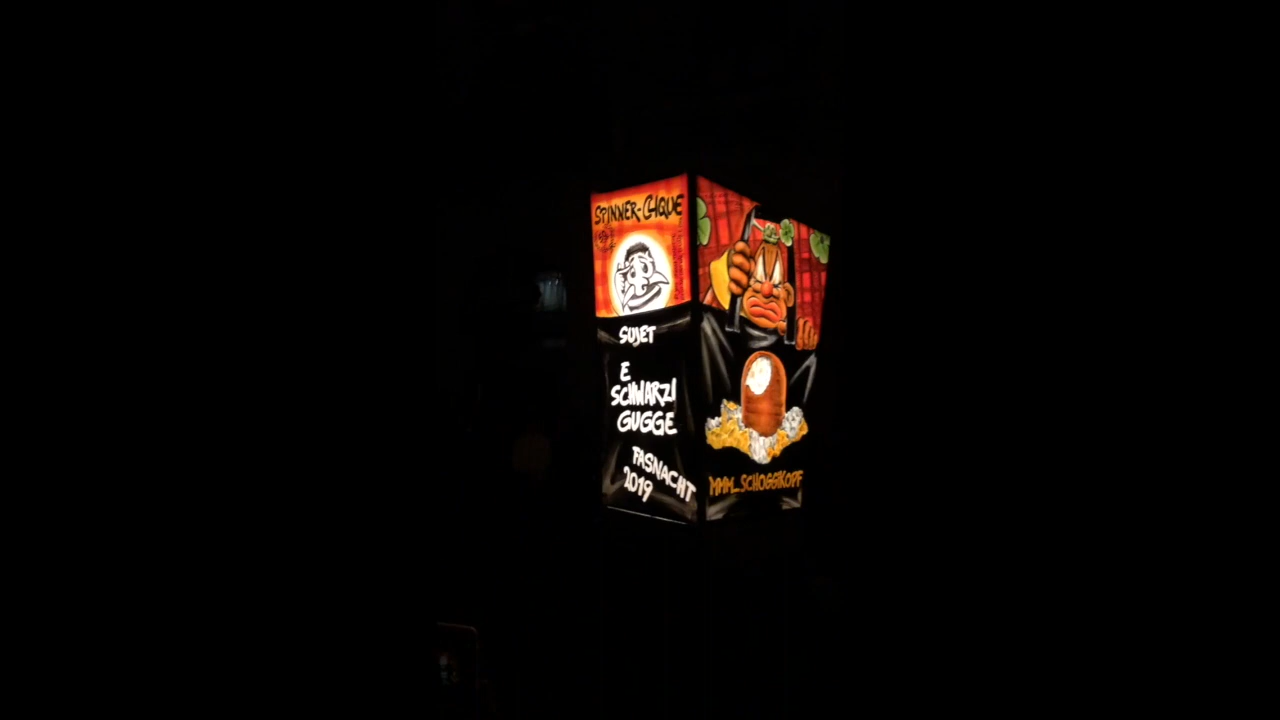 SPINNER-CLIQUE
SUJET
E
SCHWARZI
GUGGE
FASNACHT
2019
MMM...SCHOGGIKOPF